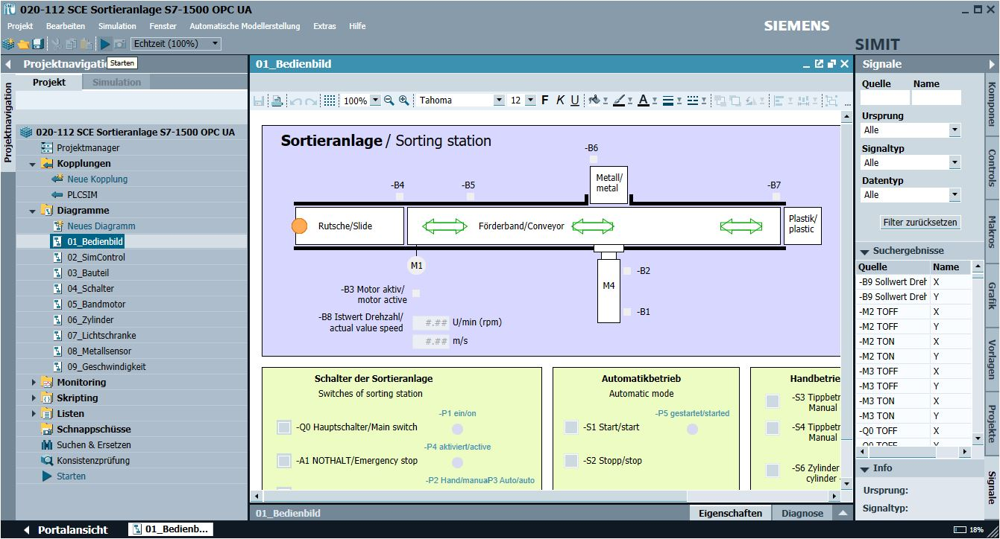 020-112 SCE Sortieranlage S7-1500 OPC UA
Projekt Bearbeiten Simulation Fenster Automatische Modellerstellung Extras Hilfe
SIEMENS
SIMIT
Echtzeit (100%)
Starten
Projektnavigati
Projekt Simulation
Projektnavigation
020-112 SCE Sortieranlage S7-1500 OPC UA
Projektmanager
Kopplungen
Neue Kopplung
PLCSIM
Diagramme
Neues Diagramm
01_Bedienbild
02_SimControl
03_Bauteil
04_Schalter
05_Bandmotor
06_Zylinder
07_Lichtschranke
08_Metallsensor
09_Geschwindigkeit
Monitoring
Skripting
Listen
Schnappschüsse
Suchen & Ersetzen
Konsistenzprüfung
Starten
01_Bedienbild
100% Tahoma 12 F K U A
Sortieranlage / Sorting station
-B6
Metall/
metal
-B4 -B5 -B7
Rutsche/Slide Förderband/Conveyor
Plastik/
plastic
M1
M4
-B2
-B1
-B3 Motor aktiv/
motor active
-B8 Istwert Drehzahl/
actual value speed
#.## U/min (rpm)
#.## m/s
Schalter der Sortieranlage
Switches of sorting station
-P1 ein/on
-Q0 Hauptschalter/Main switch
-P4 aktiviert/active
-A1 NOTHALT/Emergency stop
-P2 Hand/manua-P3 Auto/auto
Automatikbetrieb
Automatic mode
-P5 gestartet/started
-S1 Start/start
-S2 Stopp/stop
Handbetrie
-S3 Tippbetr
Manual
-S4 Tippbetr
Manual
-S6 Zylinder
cylinder -
01_Bedienbild
Eigenschaften Diagnose
Signale
Quelle Name
Ursprung
Alle
Signaltyp
Alle
Datentyp
Alle
Filter zurücksetzen
Suchergebnisse
Quelle Name
-B9 Sollwert Dreh X
-B9 Sollwert Dreh Y
-M2 TOFF X
-M2 TOFF Y
-M2 TON X
-M2 TON Y
-M3 TOFF X
-M3 TOFF Y
-M3 TON X
-M3 TON Y
-Q0 TOFF X
-Q0 TOFF Y
Info
Ursprung:
Signaltyp:
Komponer
Controls
Makros
Grafik
Vorlagen
Projekte
Signale
Portalansicht
01_Bedienb...
18%